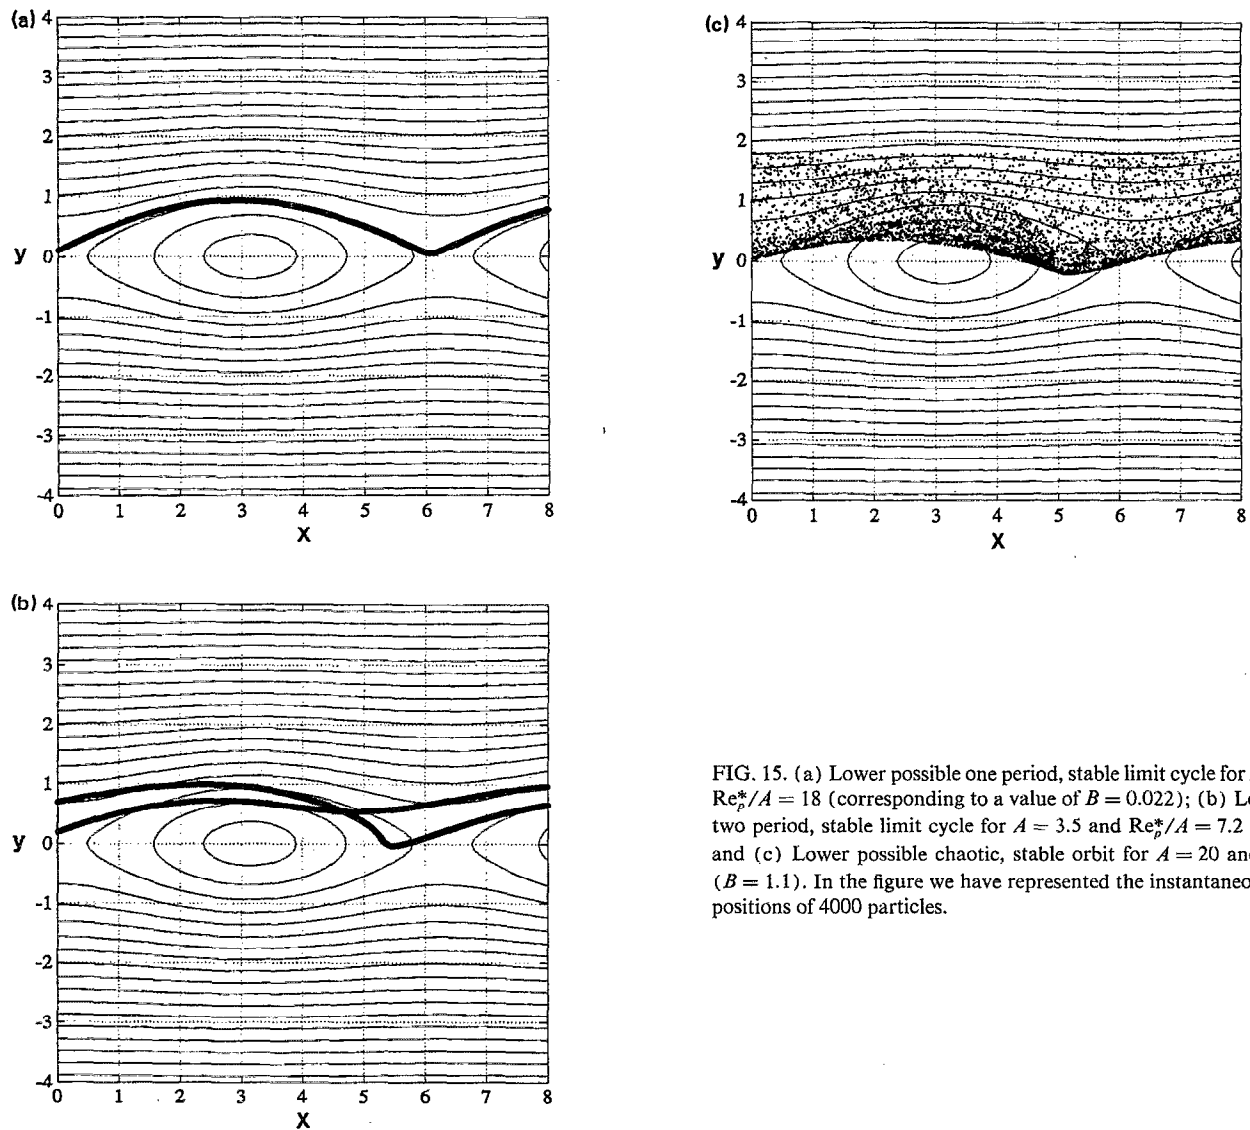 (a)
4
3
2
1
y 0
-1
-2
-3
-4
0 1 2 3 4 5 6 7 8
X
(c)
4
3
2
1
y 0
-1
-2
-3
-4
0 1 2 3 4 5 6 7 8
X
(b)
4
3
2
1
y 0
-1
-2
-3
-4
0 1 2 3 4 5 6 7 8
X
FIG. 15. (a) Lower possible one period, stable limit cycle for
Re*ₚ/A = 18 (corresponding to a value of B = 0.022); (b)
two period, stable limit cycle for A = 3.5 and Re*ₚ/A = 7.2
and (c) Lower possible chaotic, stable orbit for A = 20
(B = 1.1). In the figure we have represented the
positions of 4000 particles.